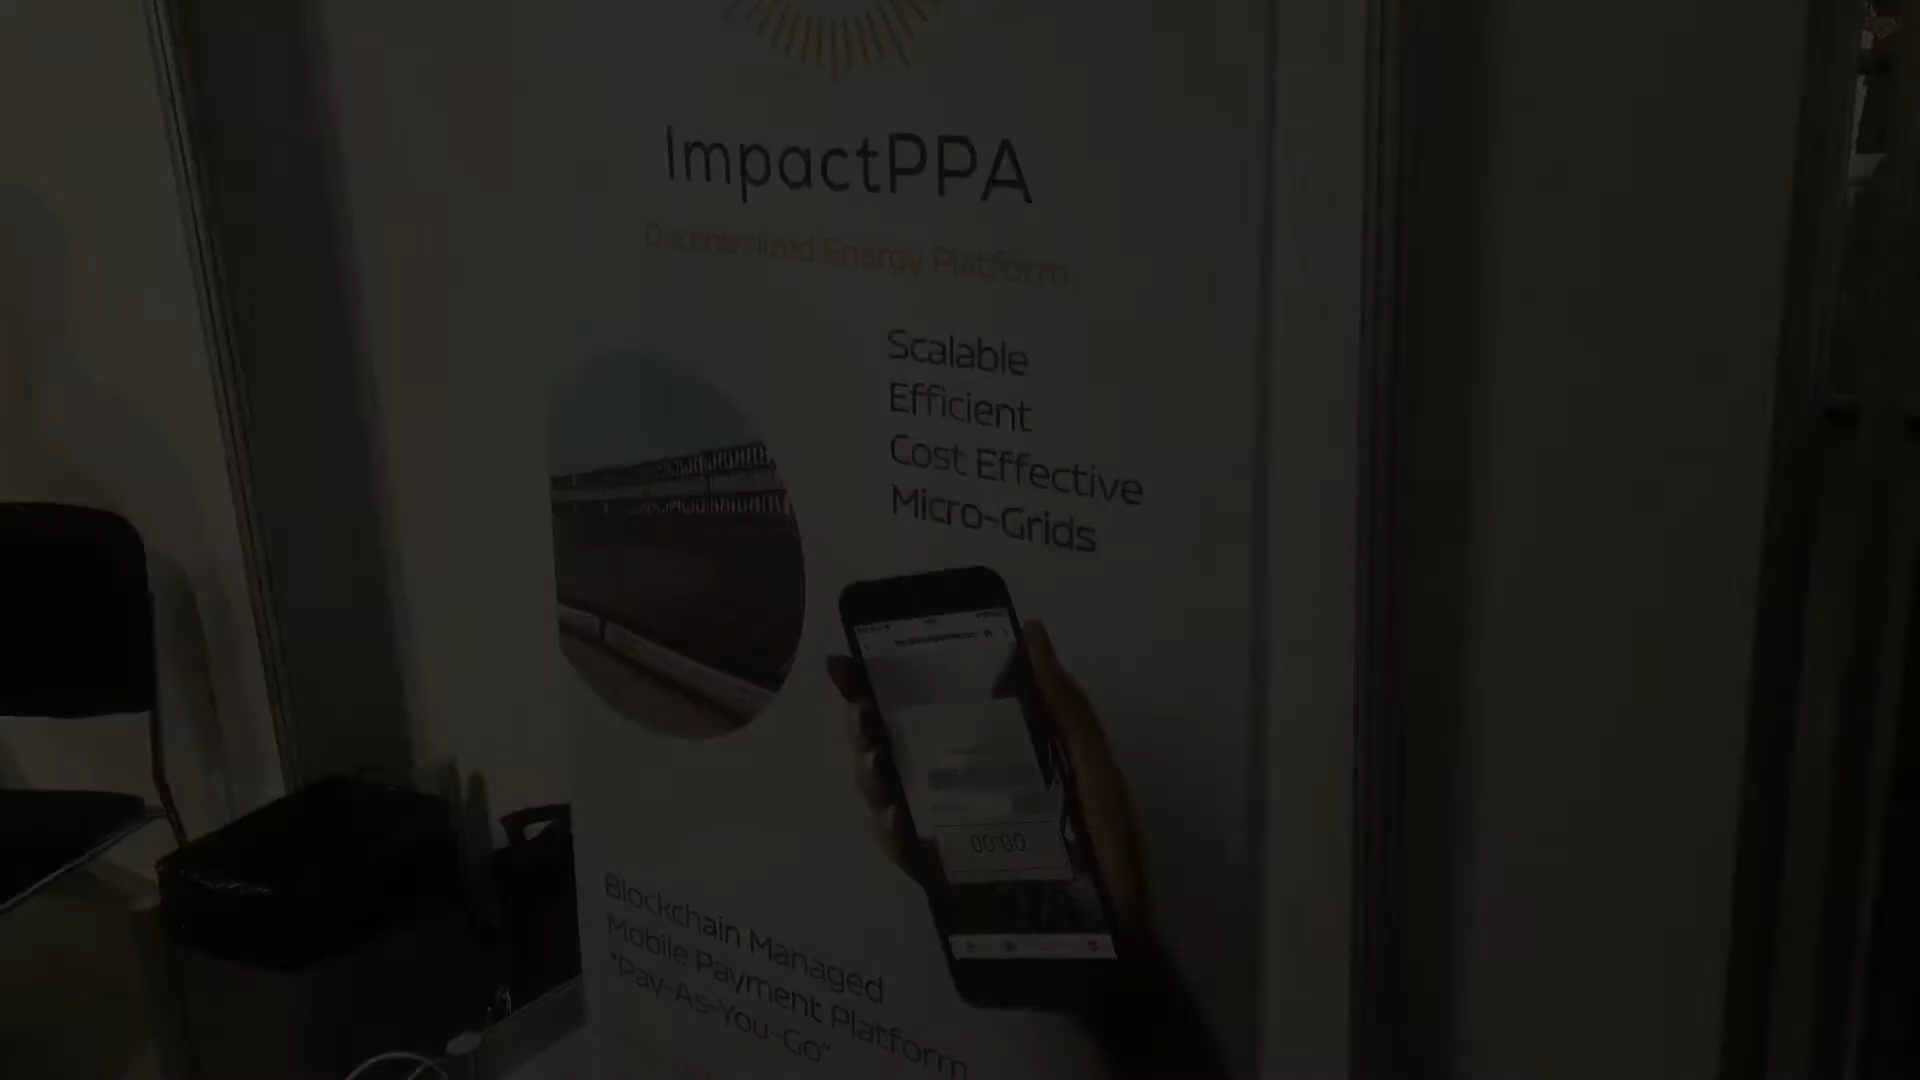 ImpactPPA
Decentralized Energy Platform
Scalable
Efficient
Cost Effective
Micro-Grids
00:00
Blockchain Managed
Mobile Payment Platform
"Pay-As-You-Go"